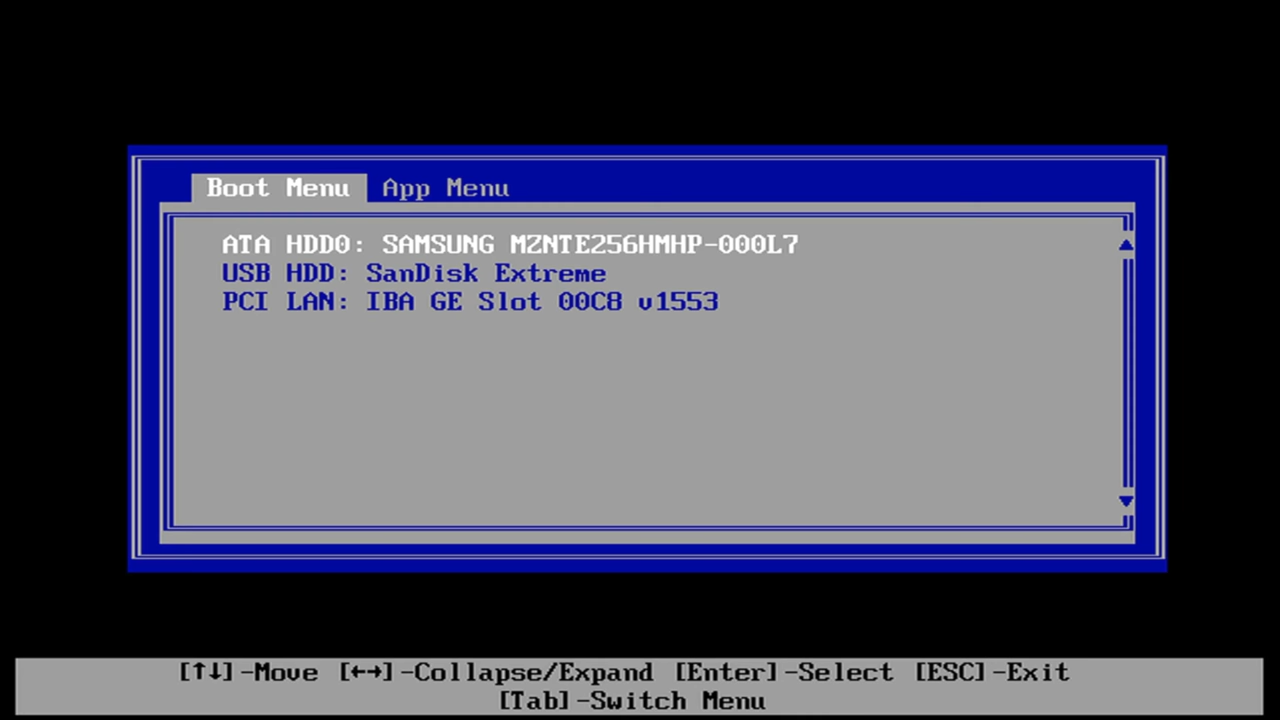 Boot Menu App Menu
ATA HDD0: SAMSUNG MZNTE256HMHP-000L7
USB HDD: SanDisk Extreme
PCI LAN: IBA GE Slot 00C8 v1553
[↑↓]-Move [←→]-Collapse/Expand [Enter]-Select [ESC]-Exit
[Tab]-Switch Menu